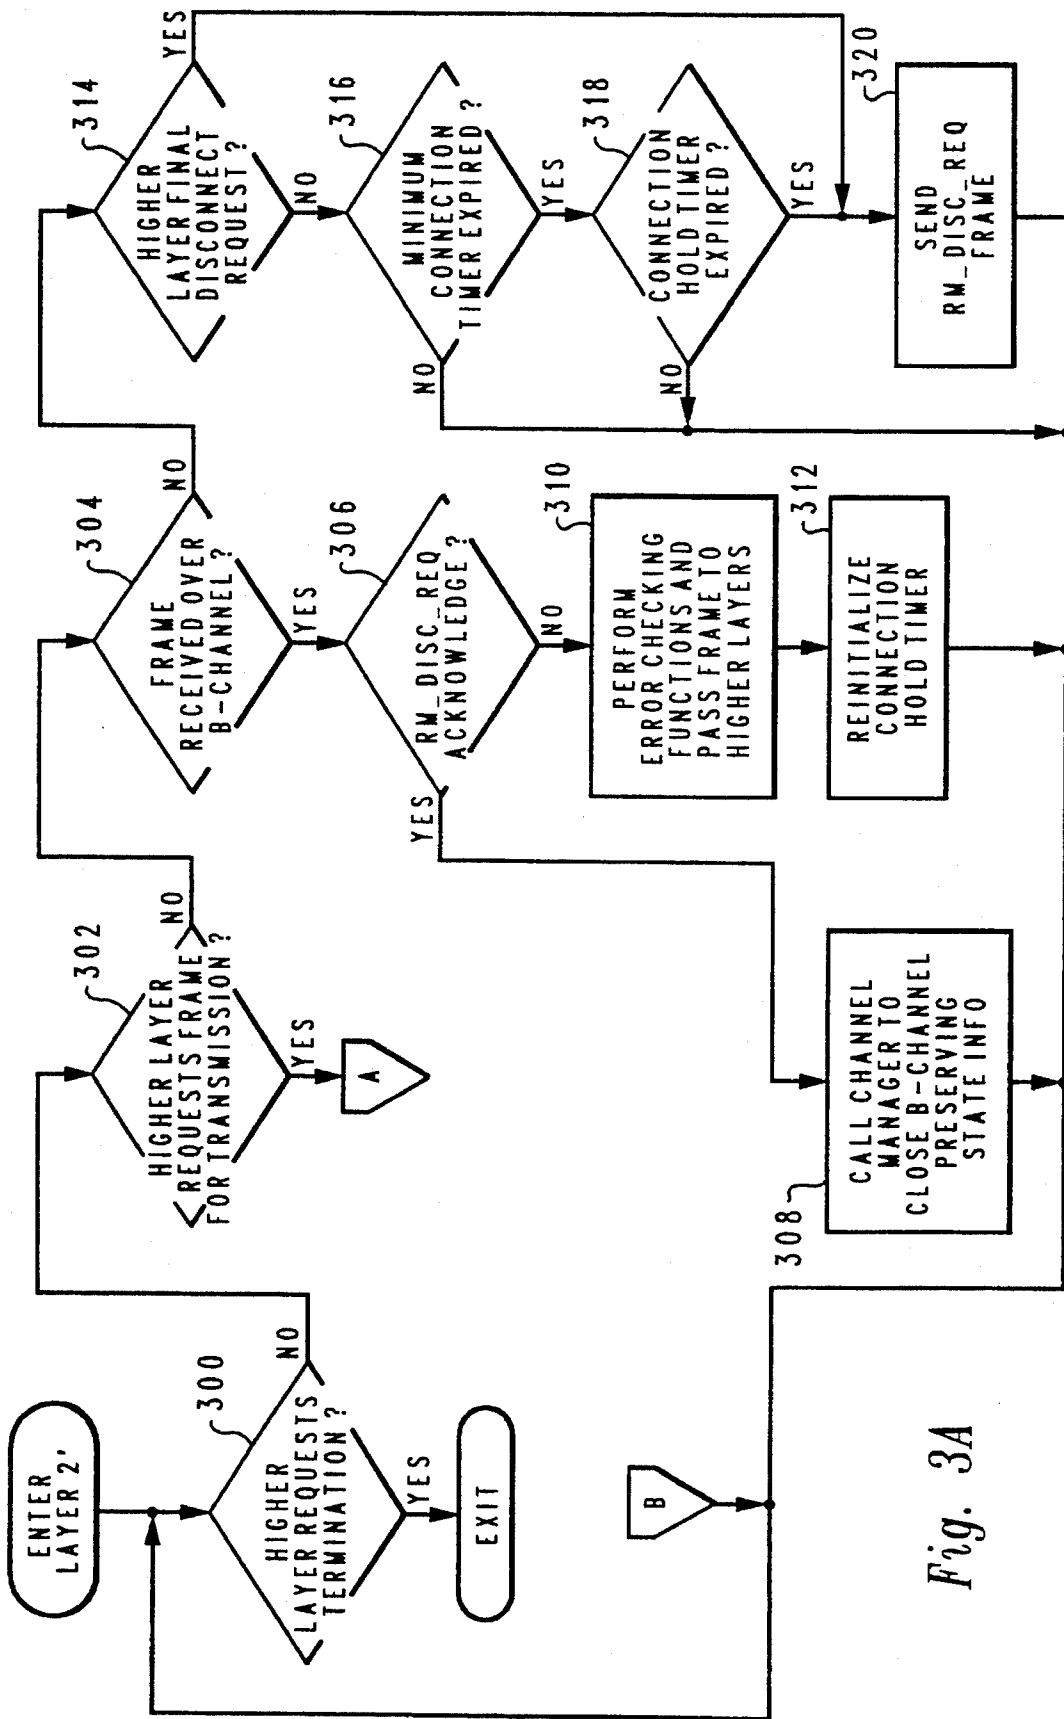 ENTER
LAYER 2'
300
HIGHER
LAYER REQUESTS
TERMINATION?
NO
YES
EXIT
302
HIGHER LAYER
REQUESTS FRAME
FOR TRANSMISSION?
NO
YES
A
304
FRAME
RECEIVED OVER
B-CHANNEL?
NO
YES
306
RM_DISC_REQ
ACKNOWLEDGE?
YES
NO
308
CALL CHANNEL
MANAGER TO
CLOSE B-CHANNEL
PRESERVING
STATE INFO
310
PERFORM
ERROR CHECKING
FUNCTIONS AND
PASS FRAME TO
HIGHER LAYERS
312
REINITIALIZE
CONNECTION
HOLD TIMER
314
HIGHER
LAYER FINAL
DISCONNECT
REQUEST?
YES
NO
316
MINIMUM
CONNECTION
TIMER EXPIRED?
NO
YES
318
CONNECTION
HOLD TIMER
EXPIRED?
NO
YES
320
SEND
RM_DISC_REQ
FRAME
B
Fig. 3A